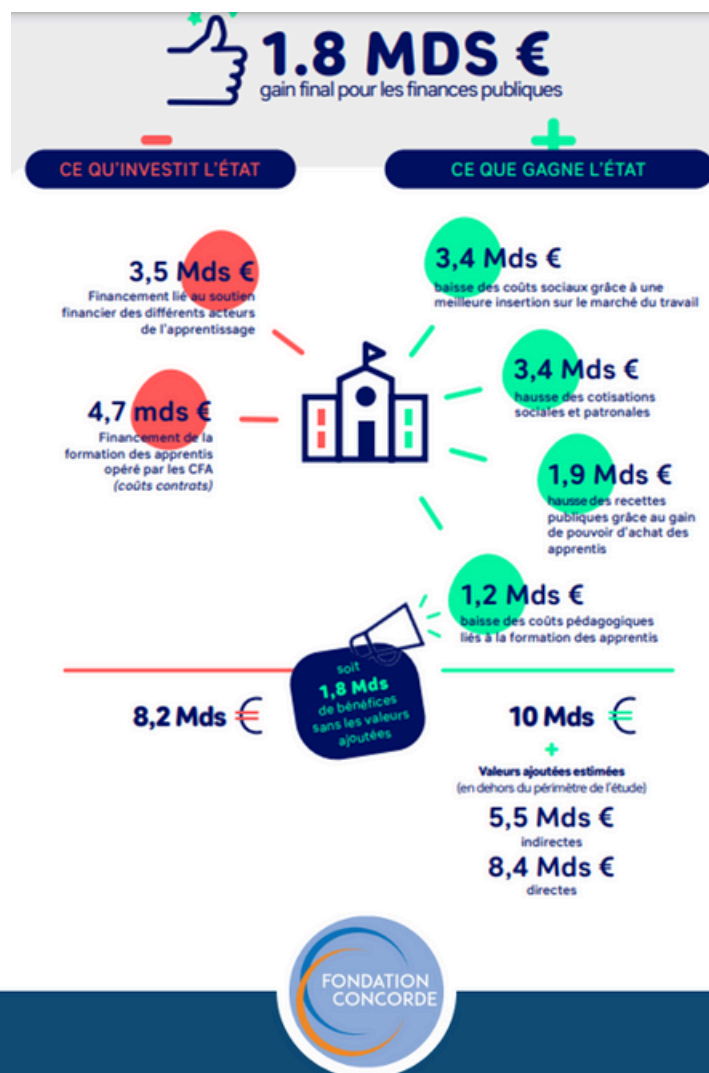 1.8 MDS €
gain final pour les finances publiques
CE QU'INVESTIT L'ÉTAT
3,5 Mds €
Financement lié au soutien
financier des différents acteurs
de l'apprentissage
4,7 mds €
Financement de la
formation des apprentis
opéré par les CFA
(coûts contrats)
8,2 Mds €
CE QUE GAGNE L'ÉTAT
3,4 Mds €
baisse des coûts sociaux grâce à une
meilleure insertion sur le marché du travail
3,4 Mds €
hausse des cotisations
sociales et patronales
1,9 Mds €
hausse des recettes
publiques grâce au gain
de pouvoir d'achat des
apprentis
1,2 Mds €
baisse des coûts pédagogiques
liés à la formation des apprentis
soit
1,8 Mds
de bénéfices
sans les valeurs
ajoutées
10 Mds €
+
Valeurs ajoutées estimées
(en dehors du périmètre de l'étude)
5,5 Mds €
indirectes
8,4 Mds €
directes
FONDATION
CONCORDE